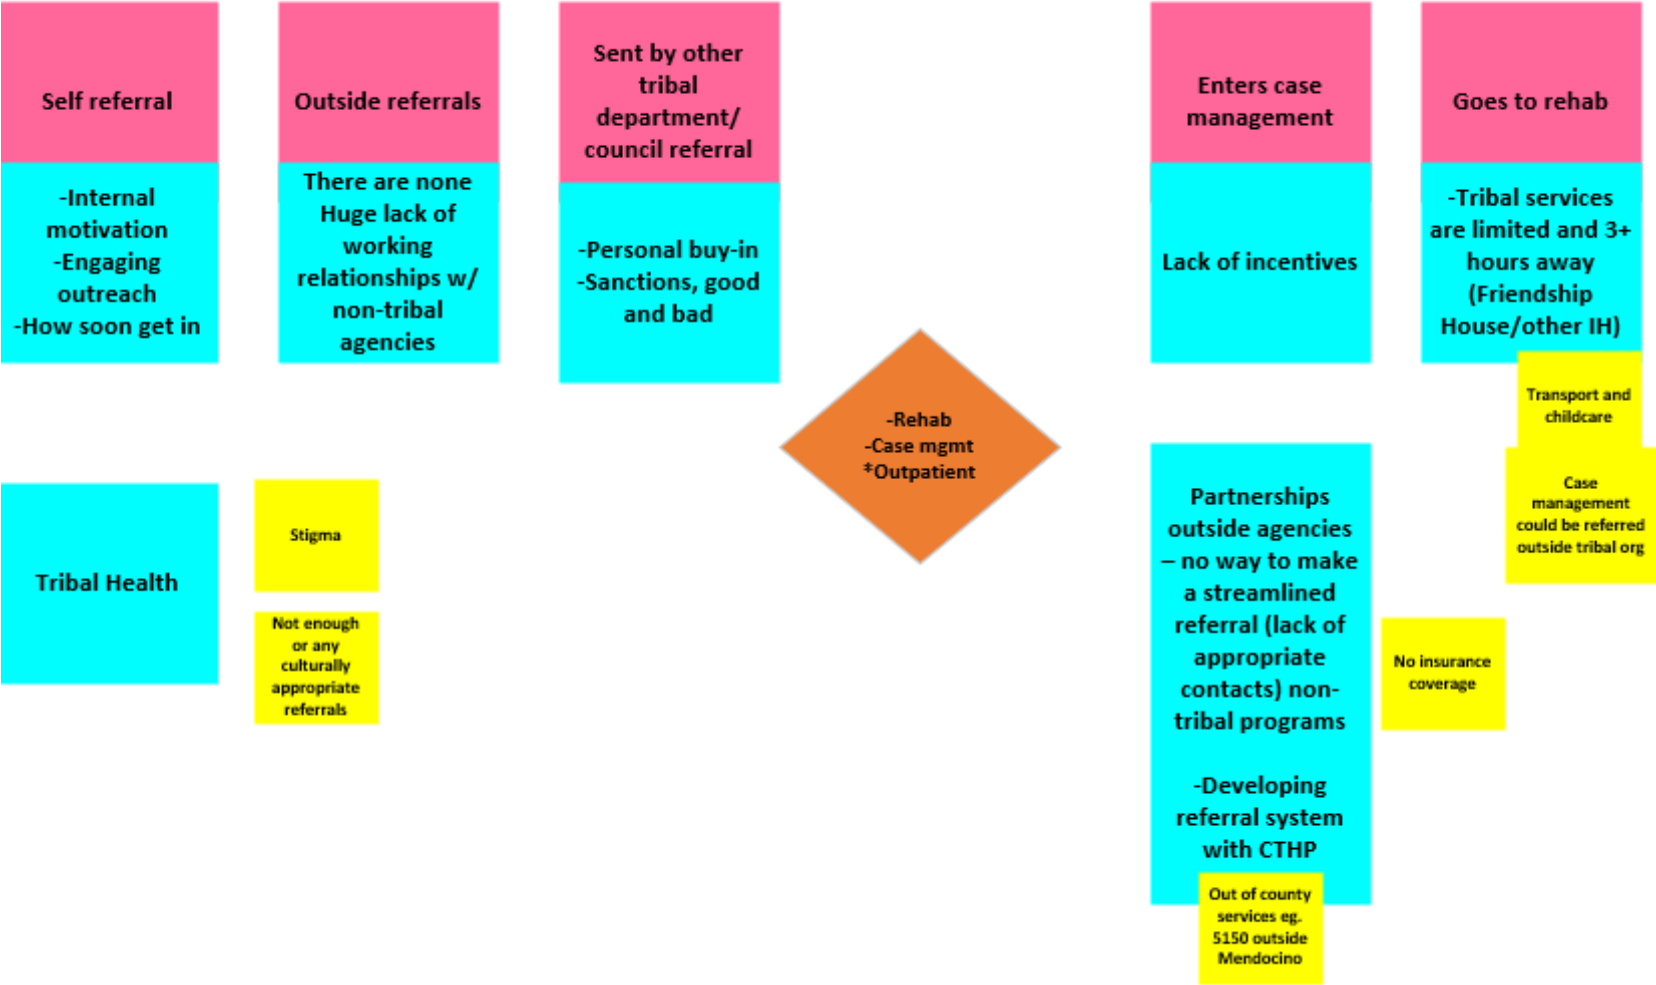 Self referral
-Internal
motivation
-Engaging
outreach
-How soon get in
Outside referrals
There are none
Huge lack of
working
relationships w/
non-tribal
agencies
Sent by other
tribal
department/
council referral
-Personal buy-in
-Sanctions, good
and bad
Enters case
management
Lack of incentives
Goes to rehab
-Tribal services
are limited and 3+
hours away
(Friendship
House/other IH)
Transport and
childcare
Case
management
could be referred
outside tribal org
-Rehab
-Case mgmt
*Outpatient
Tribal Health
Stigma
Not enough
or any
culturally
appropriate
referrals
Partnerships
outside agencies
– no way to make
a streamlined
referral (lack of
appropriate
contacts) non-
tribal programs
-Developing
referral system
with CTHP
No insurance
coverage
Out of county
services eg.
5150 outside
Mendocino